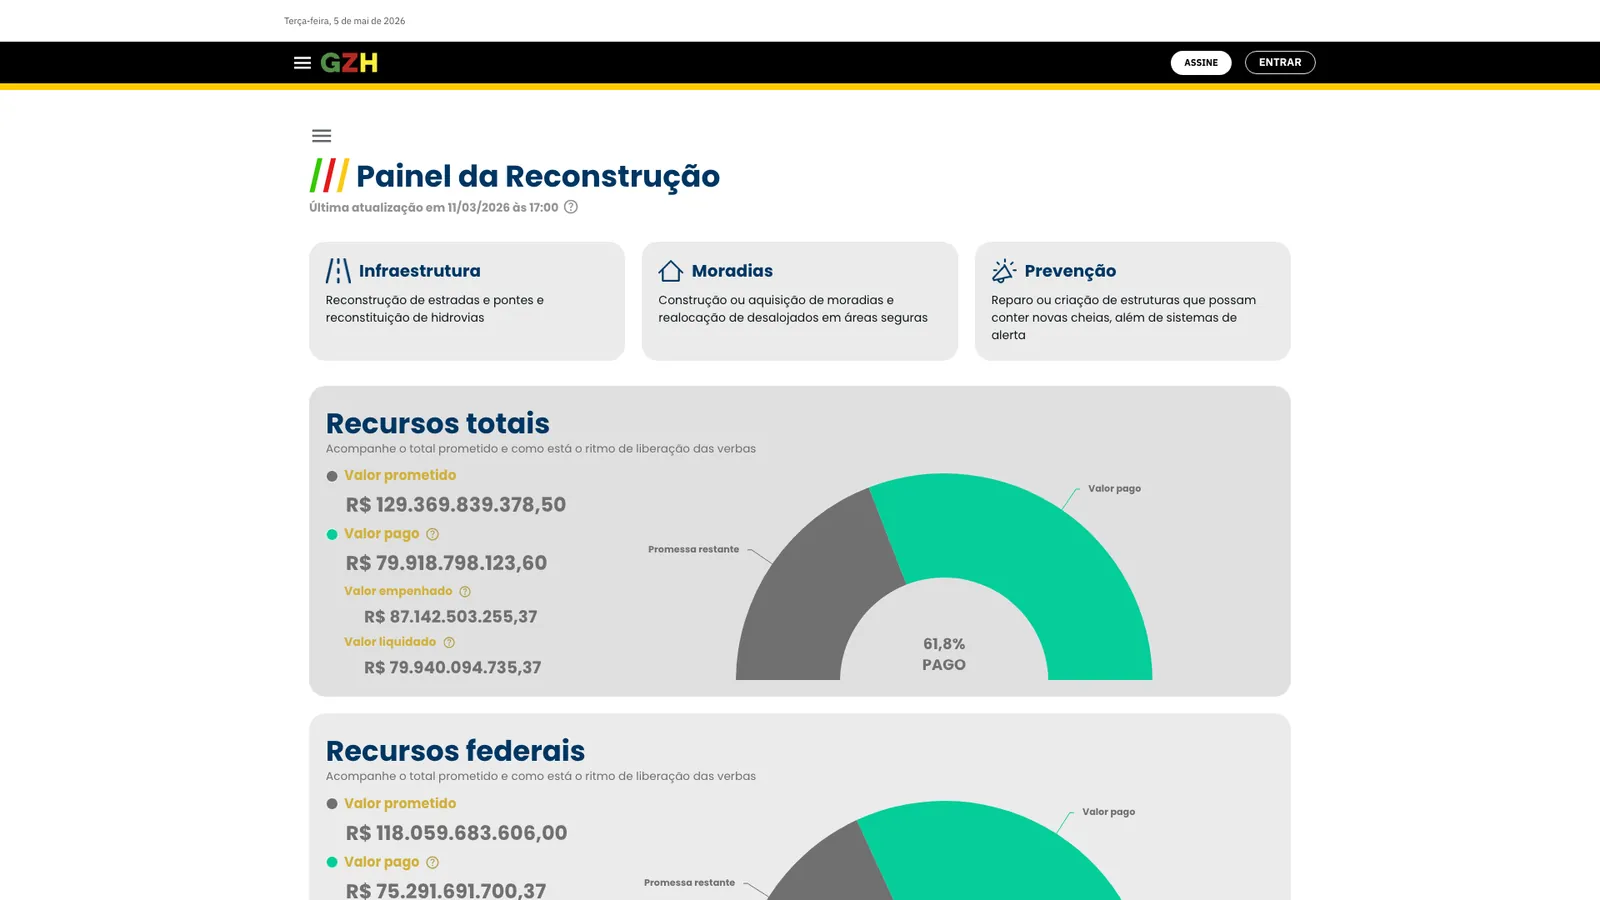 Terça-feira, 5 de mai de 2026
GZH
ASSINE
ENTRAR
Painel da Reconstrução
Última atualização em 11/03/2026 às 17:00
Infraestrutura
Reconstrução de estradas e pontes e
reconstituição de hidrovias
Moradias
Construção ou aquisição de moradias e
realocação de desalojados em áreas seguras
Prevenção
Reparo ou criação de estruturas que possam
conter novas cheias, além de sistemas de
alerta
Recursos totais
Acompanhe o total prometido e como está o ritmo de liberação das verbas
Valor prometido
R$ 129.369.839.378,50
Valor pago
R$ 79.918.798.123,60
Valor empenhado
R$ 87.142.503.255,37
Valor liquidado
R$ 79.940.094.735,37
Valor pago
Promessa restante
61,8%
PAGO
Recursos federais
Acompanhe o total prometido e como está o ritmo de liberação das verbas
Valor prometido
R$ 118.059.683.606,00
Valor pago
R$ 75.291.691.700,37
Valor pago
Promessa restante